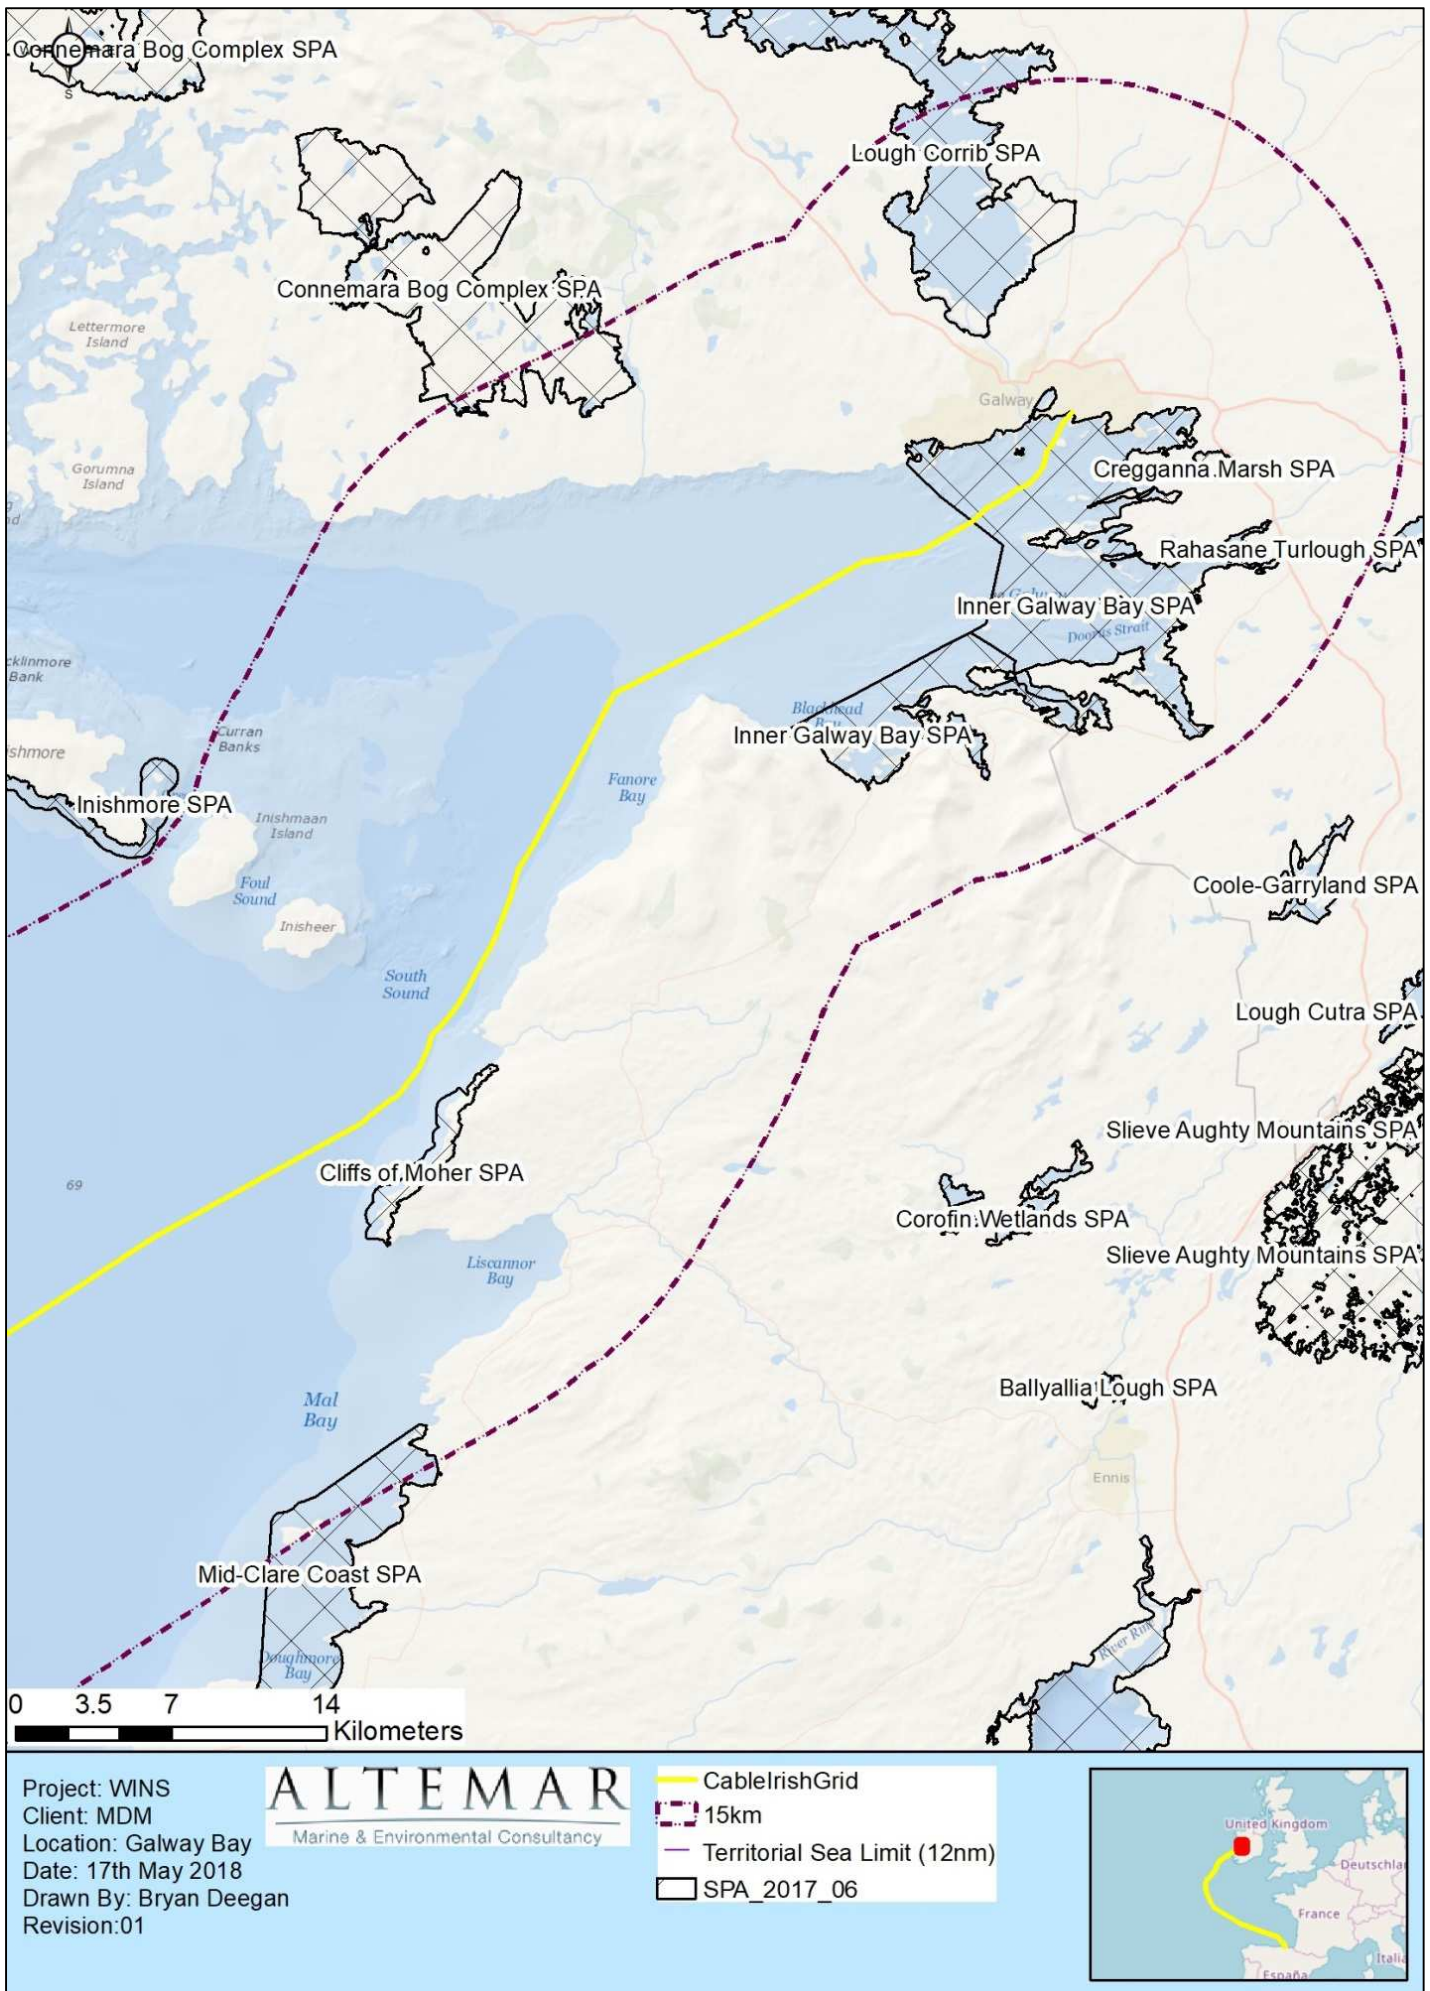 Connemara Bog Complex SPA
S
Lough Corrib SPA
Connemara Bog Complex SPA
Lettermore
Island
Galway
Gorumna
Island
Cregganna Marsh SPA
Rahasane Turlough SPA
Inner Galway Bay SPA
Doorus Strait
cklinmore
Bank
Blackhead
Bay
Inner Galway Bay SPA
ishmore
Curran
Banks
Fanore
Bay
Inishmore SPA
Inishmaan
Island
Foul
Sound
Coole-Garryland SPA
Inisheer
South
Sound
Lough Cutra SPA
Slieve Aughty Mountains SPA
Cliffs of Moher SPA
69
Corofin Wetlands SPA
Slieve Aughty Mountains SPA
Liscannor
Bay
Mal
Bay
Ballyallia Lough SPA
Ennis
Mid-Clare Coast SPA
Doughmore
Bay
0 3.5 7 14
Kilometers
Project: WINS
Client: MDM
Location: Galway Bay
Date: 17th May 2018
Drawn By: Bryan Deegan
Revision:01
ALTEMAR
Marine & Environmental Consultancy
CableIrishGrid
15km
Territorial Sea Limit (12nm)
SPA_2017_06
United Kingdom
Deutschla
France
Italia
España